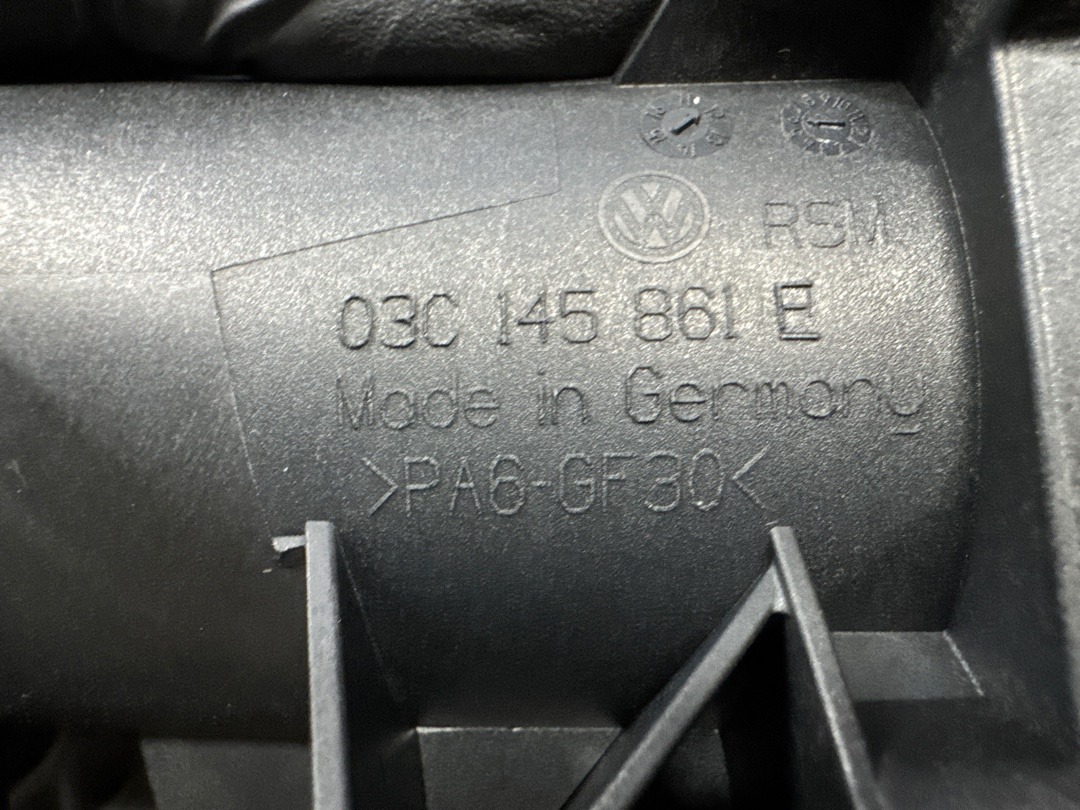 RSM
03C 145 861 E
Made in Germany
>PA6-GF30<